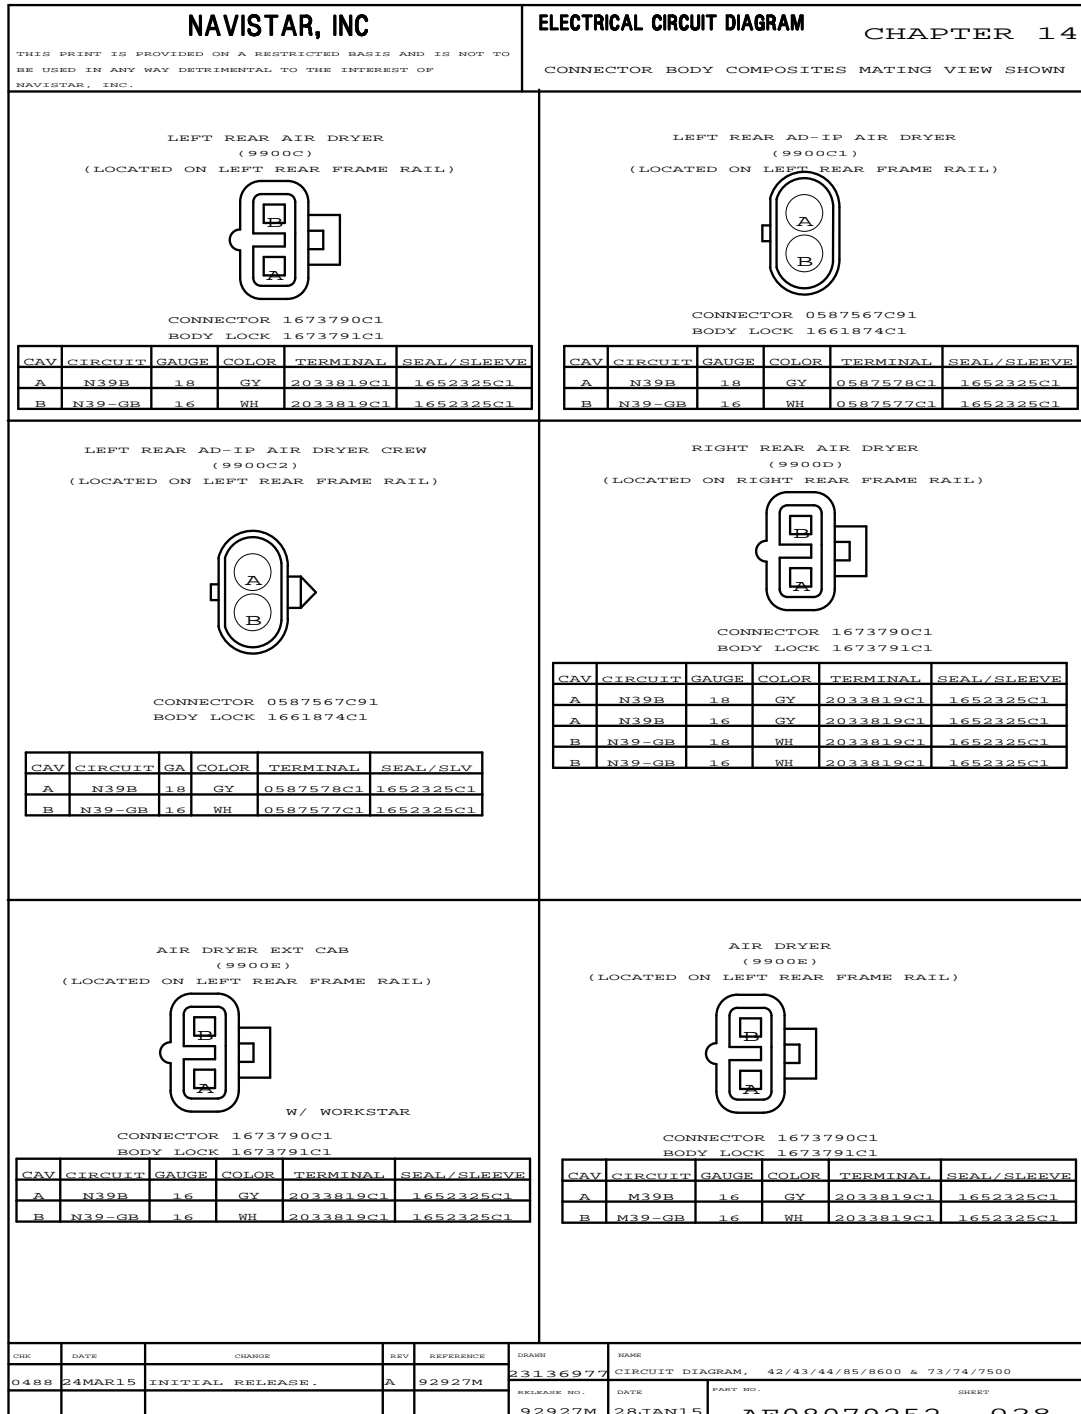 NAVISTAR, INC
THIS PRINT IS PROVIDED ON A RESTRICTED BASIS AND IS NOT TO
BE USED IN ANY WAY DETRIMENTAL TO THE INTEREST OF
NAVISTAR, INC.
ELECTRICAL CIRCUIT DIAGRAM CHAPTER 14
CONNECTOR BODY COMPOSITES MATING VIEW SHOWN
LEFT REAR AIR DRYER
(9900C)
(LOCATED ON LEFT REAR FRAME RAIL)
B
A
CONNECTOR 1673790C1
BODY LOCK 1673791C1
CAV CIRCUIT GAUGE COLOR TERMINAL SEAL/SLEEVE
A N39B 18 GY 2033819C1 1652325C1
B N39-GB 16 WH 2033819C1 1652325C1
LEFT REAR AD-IP AIR DRYER
(9900C1)
(LOCATED ON LEFT REAR FRAME RAIL)
A
B
CONNECTOR 0587567C91
BODY LOCK 1661874C1
CAV CIRCUIT GAUGE COLOR TERMINAL SEAL/SLEEVE
A N39B 18 GY 0587578C1 1652325C1
B N39-GB 16 WH 0587577C1 1652325C1
LEFT REAR AD-IP AIR DRYER CREW
(9900C2)
(LOCATED ON LEFT REAR FRAME RAIL)
A
B
CONNECTOR 0587567C91
BODY LOCK 1661874C1
CAV CIRCUIT GA COLOR TERMINAL SEAL/SLV
A N39B 18 GY 0587578C1 1652325C1
B N39-GB 16 WH 0587577C1 1652325C1
RIGHT REAR AIR DRYER
(9900D)
(LOCATED ON RIGHT REAR FRAME RAIL)
B
A
CONNECTOR 1673790C1
BODY LOCK 1673791C1
CAV CIRCUIT GAUGE COLOR TERMINAL SEAL/SLEEVE
A N39B 18 GY 2033819C1 1652325C1
A N39B 16 GY 2033819C1 1652325C1
B N39-GB 18 WH 2033819C1 1652325C1
B N39-GB 16 WH 2033819C1 1652325C1
AIR DRYER EXT CAB
(9900E)
(LOCATED ON LEFT REAR FRAME RAIL)
B
A
W/ WORKSTAR
CONNECTOR 1673790C1
BODY LOCK 1673791C1
CAV CIRCUIT GAUGE COLOR TERMINAL SEAL/SLEEVE
A N39B 16 GY 2033819C1 1652325C1
B N39-GB 16 WH 2033819C1 1652325C1
AIR DRYER
(9900E)
(LOCATED ON LEFT REAR FRAME RAIL)
B
A
CONNECTOR 1673790C1
BODY LOCK 1673791C1
CAV CIRCUIT GAUGE COLOR TERMINAL SEAL/SLEEVE
A M39B 16 GY 2033819C1 1652325C1
B M39-GB 16 WH 2033819C1 1652325C1
CHK DATE CHANGE REV REFERENCE
0488 24MAR15 INITIAL RELEASE. A 92927M
DRAWN NAME
23136977 CIRCUIT DIAGRAM, 42/43/44/85/8600 & 73/74/7500
RELEASE NO. DATE PART NO. SHEET
92927M 28JAN15